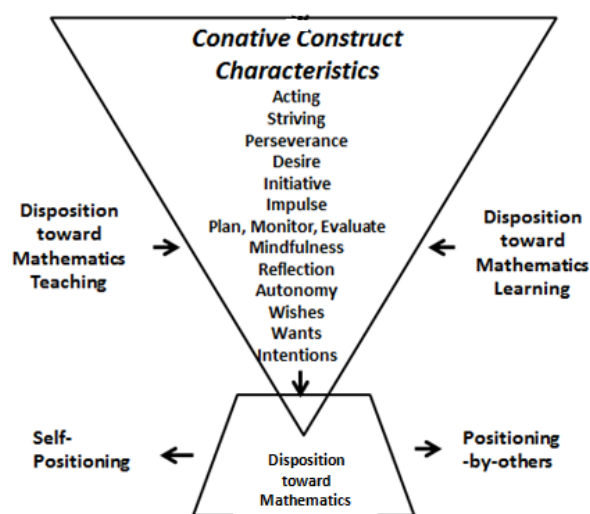 Conative Construct
Characteristics
Acting
Striving
Perseverance
Desire
Initiative
Impulse
Plan, Monitor, Evaluate
Mindfulness
Reflection
Autonomy
Wishes
Wants
Intentions
Disposition
toward
Mathematics
Teaching
Disposition
toward
Mathematics
Learning
Self-
Positioning
Disposition
toward
Mathematics
Positioning
-by-others